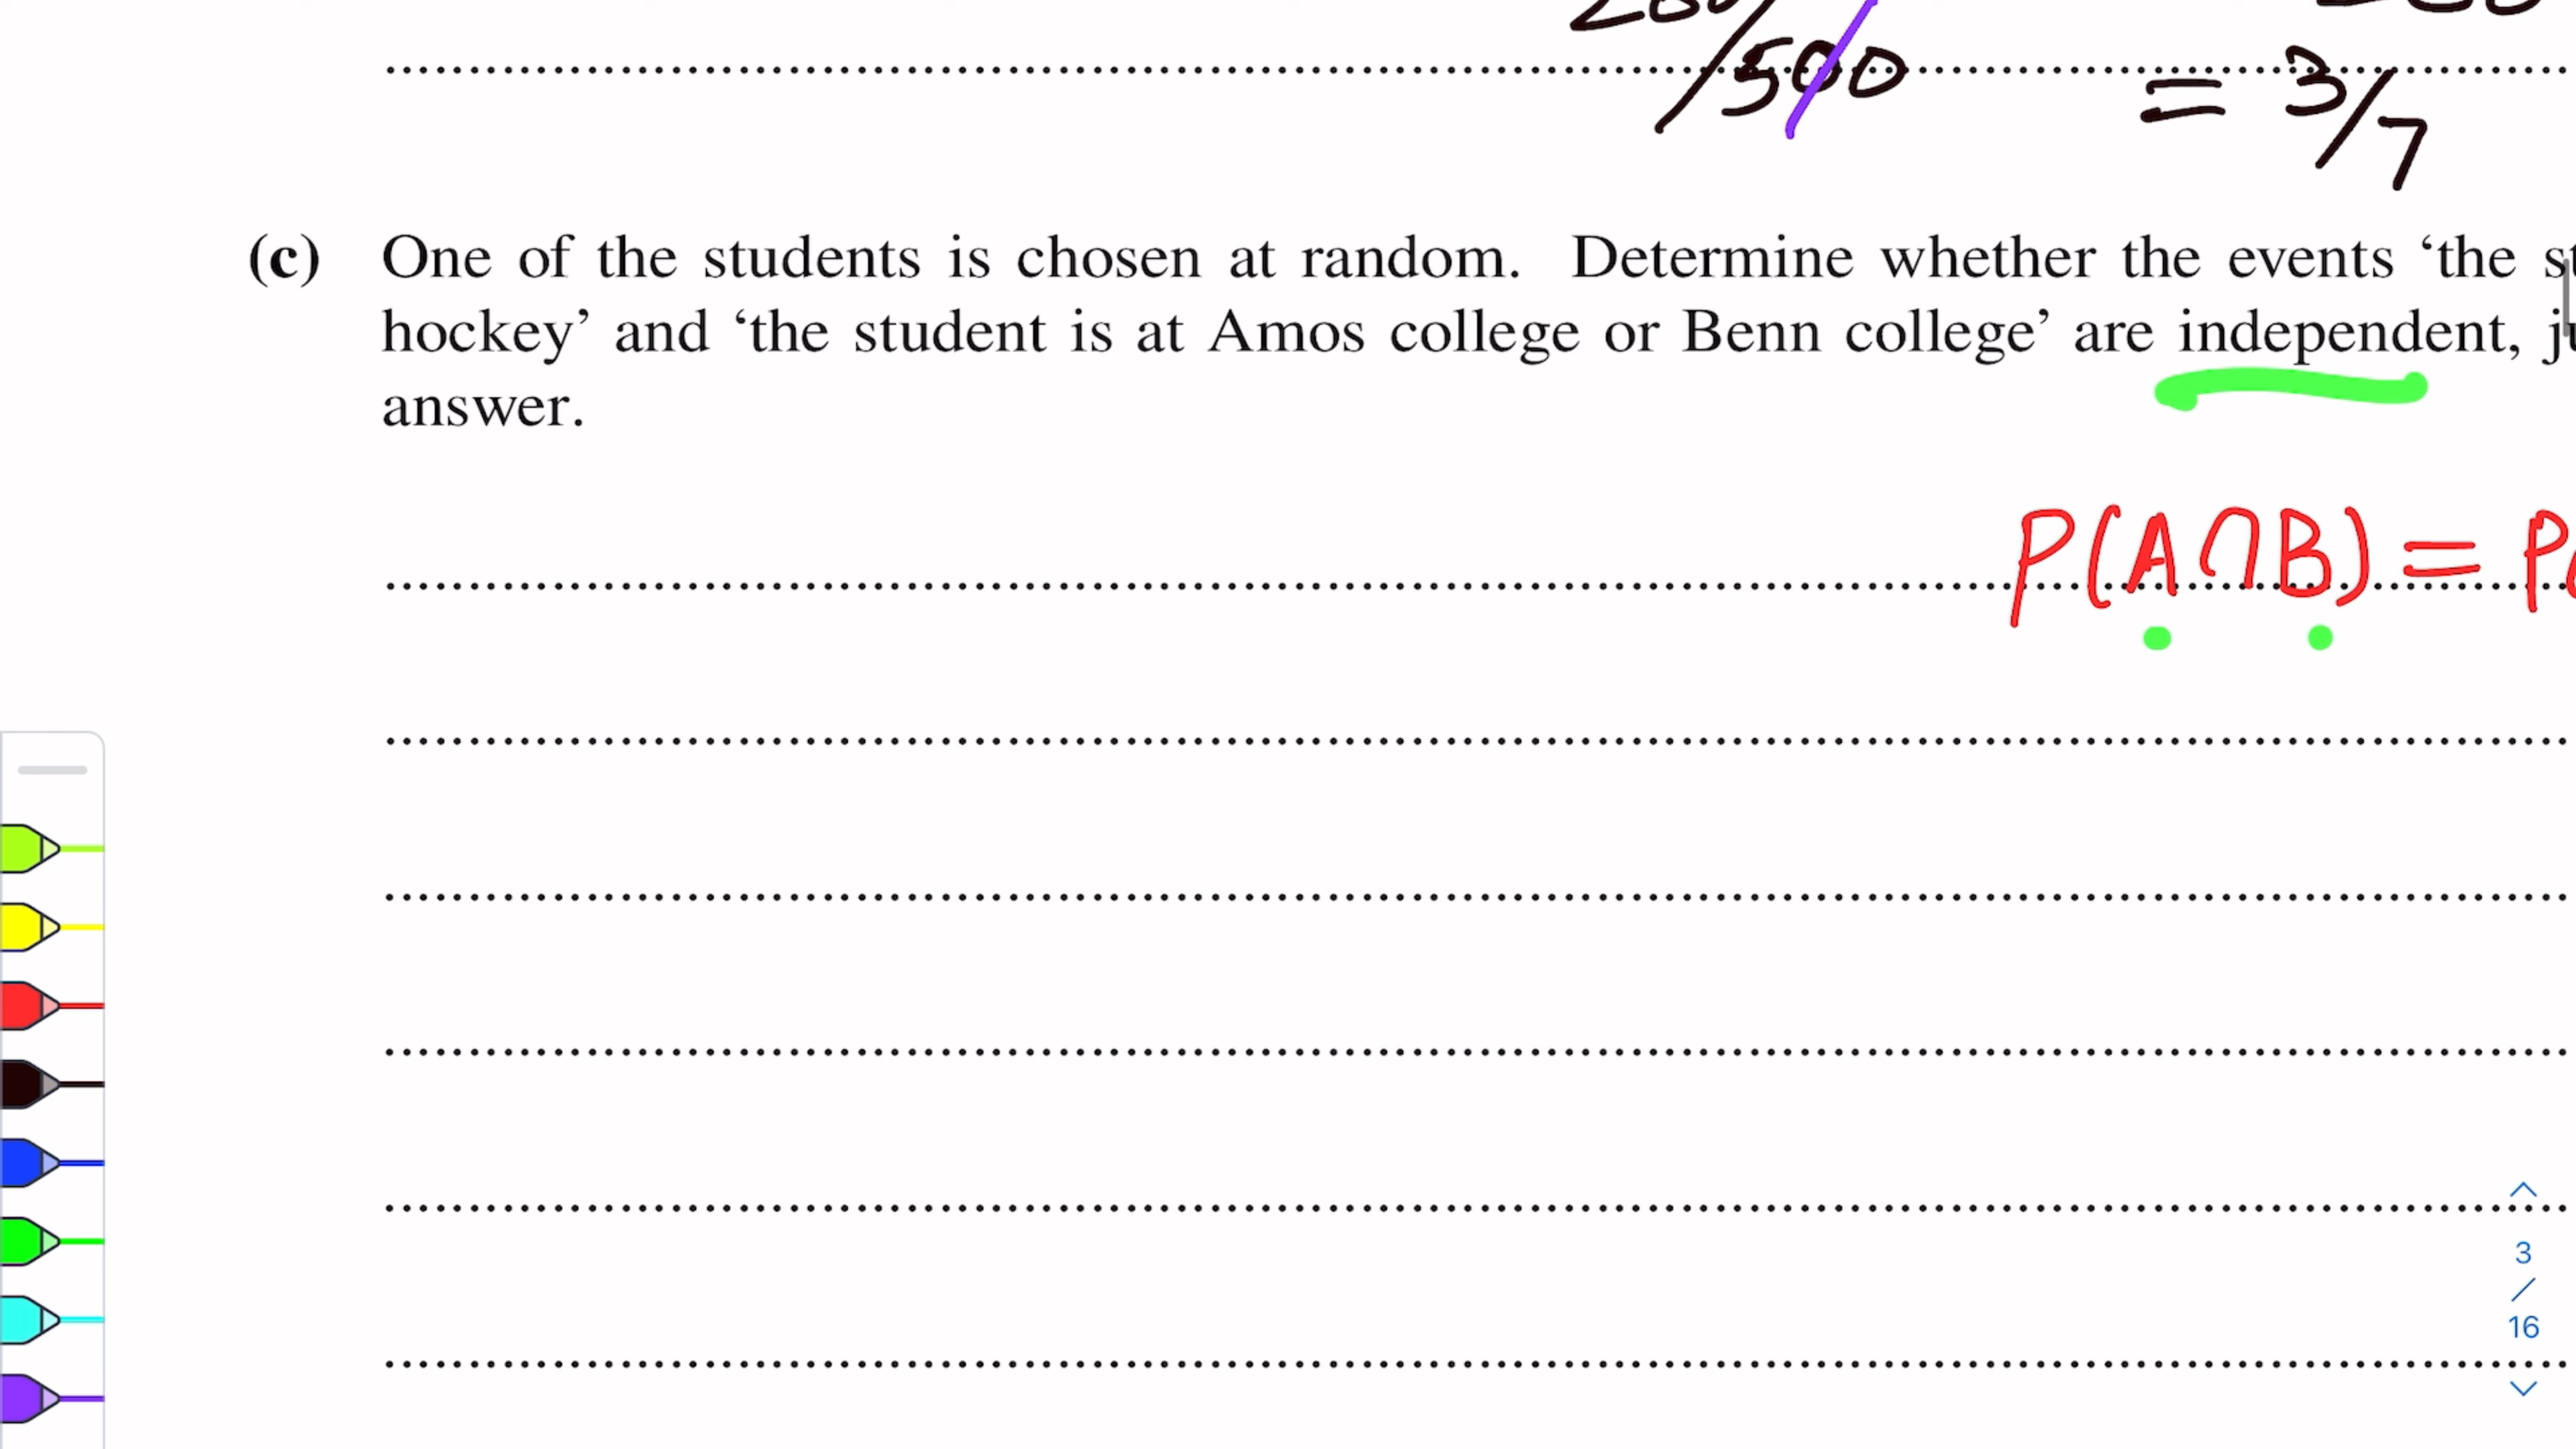 /500
= 3/7
(c) One of the students is chosen at random. Determine whether the events ‘the
hockey’ and ‘the student is at Amos college or Benn college’ are independent,
answer.
P(A∩B) = P(
3
/
16